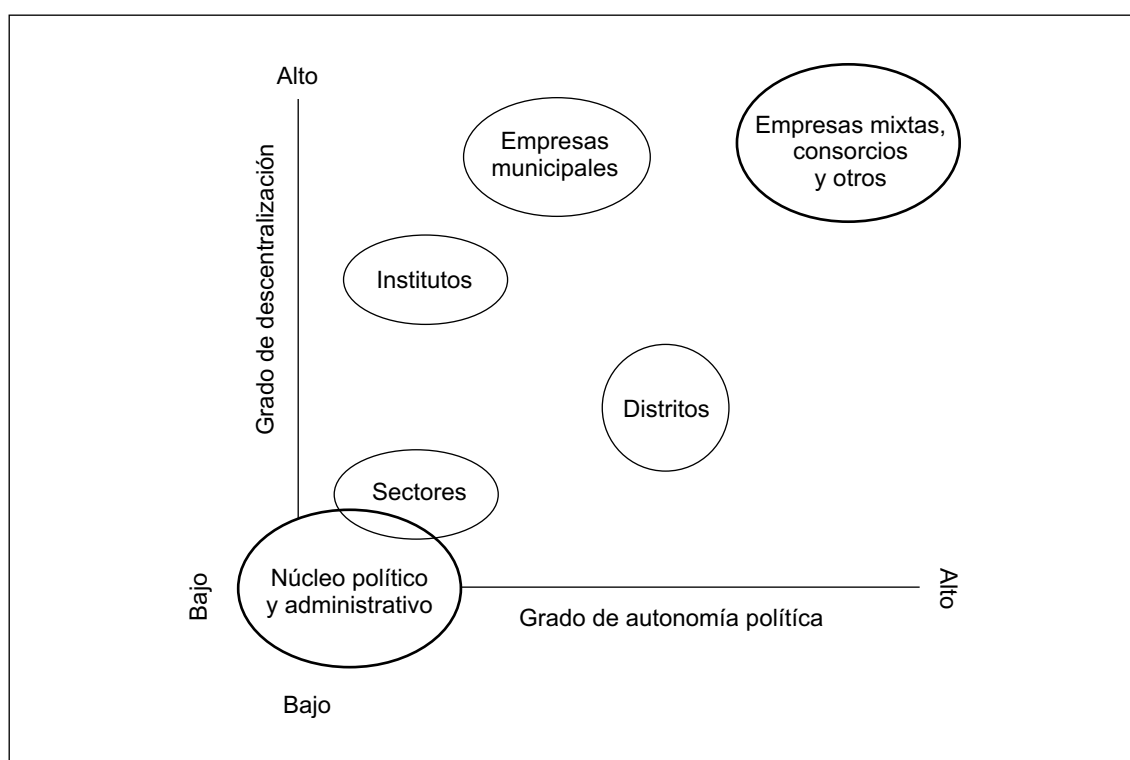 Alto
Empresas
municipales
Empresas mixtas,
consorcios
y otros
Grado de descentralización
Institutos
Distritos
Sectores
Núcleo político
y administrativo
Bajo
Grado de autonomía polítíca
Alto
Bajo